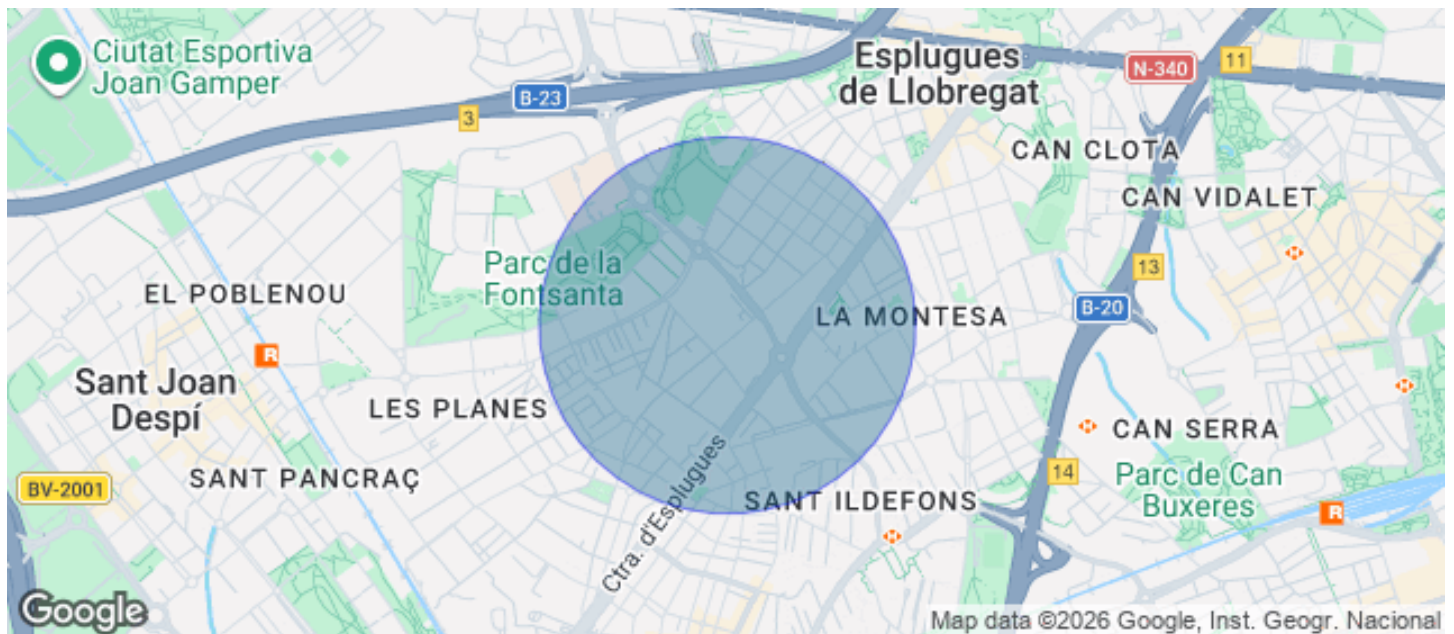 Ciutat Esportiva
Joan Gamper
Esplugues
de Llobregat
N-340
11
B-23
3
CAN CLOTA
CAN VIDALET
Parc de la
Fontsanta
13
EL POBLENOU
B-20
LA MONTESA
R
Sant Joan
Despí
LES PLANES
CAN SERRA
Ctra. d'Esplugues
14
Parc de Can
Buxeres
SANT PANCRAÇ
BV-2001
SANT ILDEFONS
R
Google
Map data ©2026 Google, Inst. Geogr. Nacional